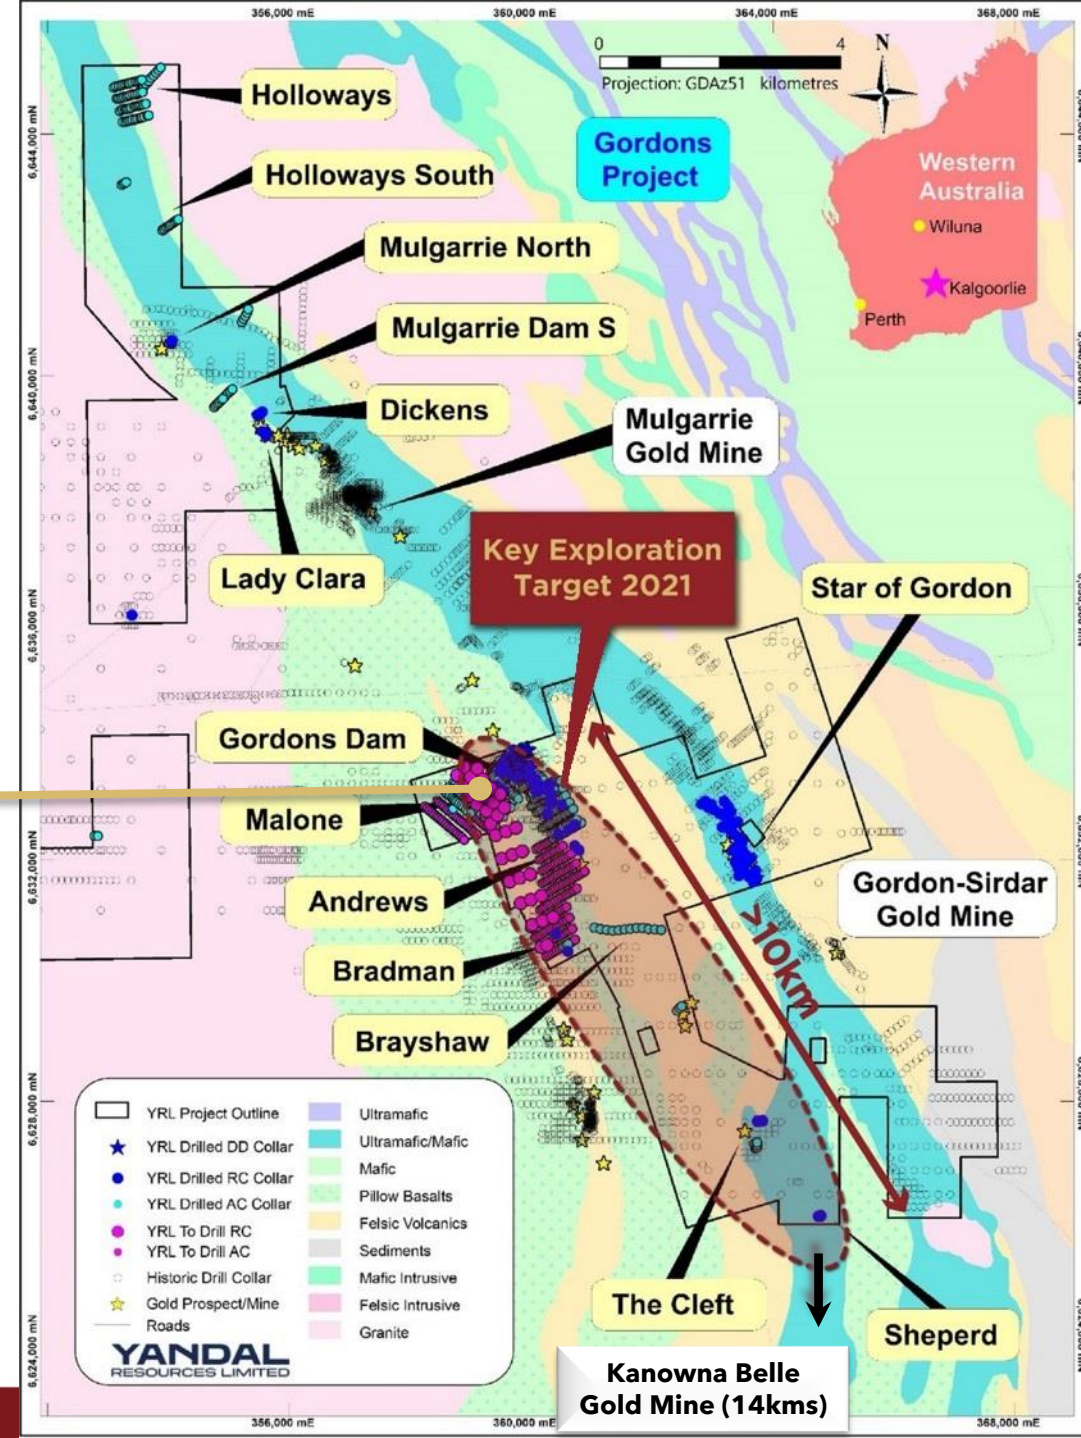 356,000 mE
360,000 mE
364,000 mE
368,000 mE
0
4
N
Projection: GDAz51 kilometres
Gordons
Project
Western
Australia
Wiluna
Kalgoorlie
Perth
Holloways
Holloways South
Mulgarrie North
Mulgarrie Dam S
Dickens
Mulgarrie
Gold Mine
Lady Clara
Key Exploration
Target 2021
Star of Gordon
Gordons Dam
Malone
Andrews
Bradman
Brayshaw
Gordon-Sirdar
Gold Mine
>10km
The Cleft
Sheperd
Kanowna Belle
Gold Mine (14kms)
6,644,000 mN
6,640,000 mN
6,636,000 mN
6,632,000 mN
6,628,000 mN
6,624,000 mN
YRL Project Outline
YRL Drilled DD Collar
YRL Drilled RC Collar
YRL Drilled AC Collar
YRL To Drill RC
YRL To Drill AC
Historic Drill Collar
Gold Prospect/Mine
Roads
Ultramafic
Ultramafic/Mafic
Mafic
Pillow Basalts
Felsic Volcanics
Sediments
Mafic Intrusive
Felsic Intrusive
Granite
YANDAL
RESOURCES LIMITED
356,000 mE
360,000 mE
368,000 mE